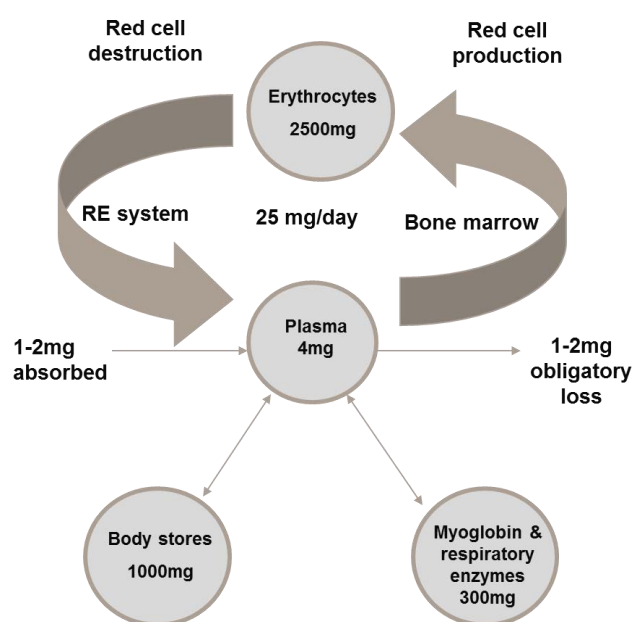 Red cell
destruction
Red cell
production
Erythrocytes
2500mg
RE system
25 mg/day
Bone marrow
Plasma
4mg
1-2mg
absorbed
1-2mg
obligatory
loss
Body stores
1000mg
Myoglobin &
respiratory
enzymes
300mg